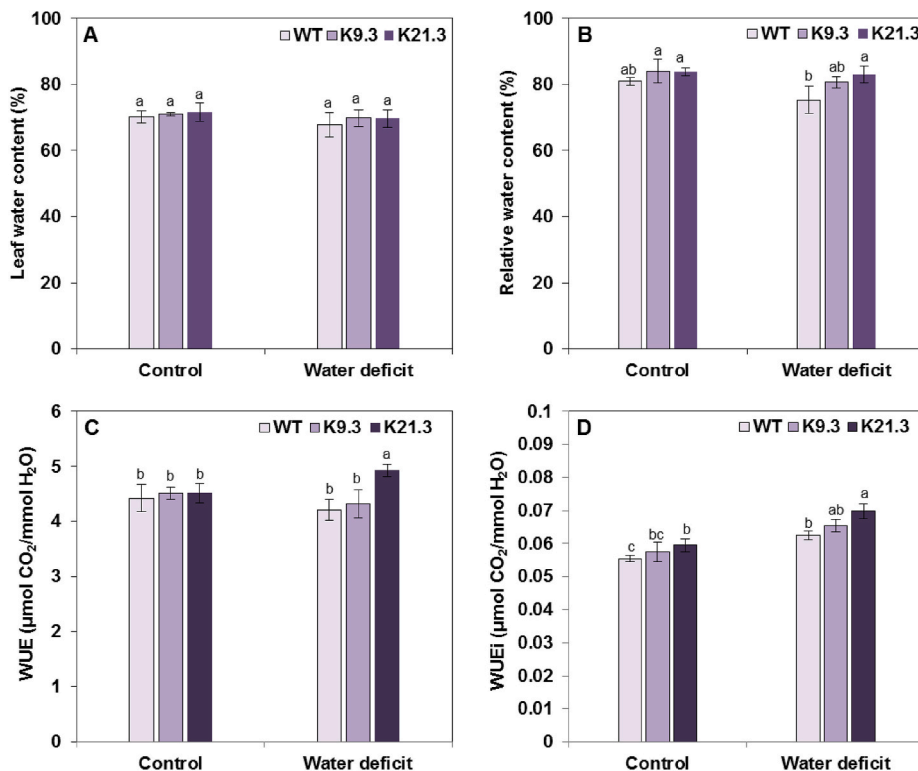 A
WT K9.3 K21.3
Leaf water content (%)
100
80
60
40
20
0
a a a
a a a
Control Water deficit
B
WT K9.3 K21.3
Relative water content (%)
100
80
60
40
20
0
ab a a
b ab a
Control Water deficit
C
WT K9.3 K21.3
WUE (µmol CO₂/mmol H₂O)
6
5
4
3
2
1
0
b b b
b b a
Control Water deficit
D
WT K9.3 K21.3
WUEi (µmol CO₂/mmol H₂O)
0.1
0.09
0.08
0.07
0.06
0.05
0.04
0.03
0.02
0.01
0
c bc b
b ab a
Control Water deficit